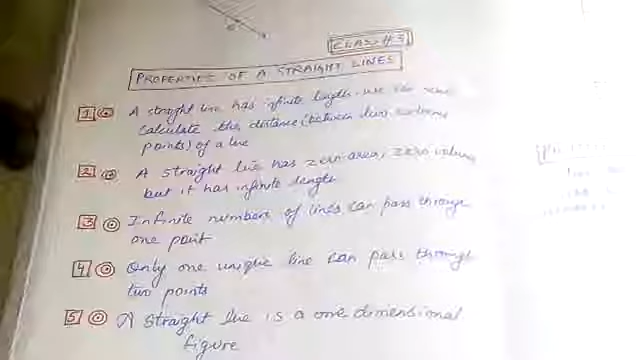 CLASS #3
PROPERTIES OF A STRAIGHT LINES
1 A straight line has infinite length. We can never
calculate the distance (between two extreme
points) of a line
2 A straight line has zero area, zero volume
but it has infinite length
3 Infinite numbers of lines can pass through
one point
4 Only one unique line can pass through
two points
5 A straight line is a one dimensional
figure